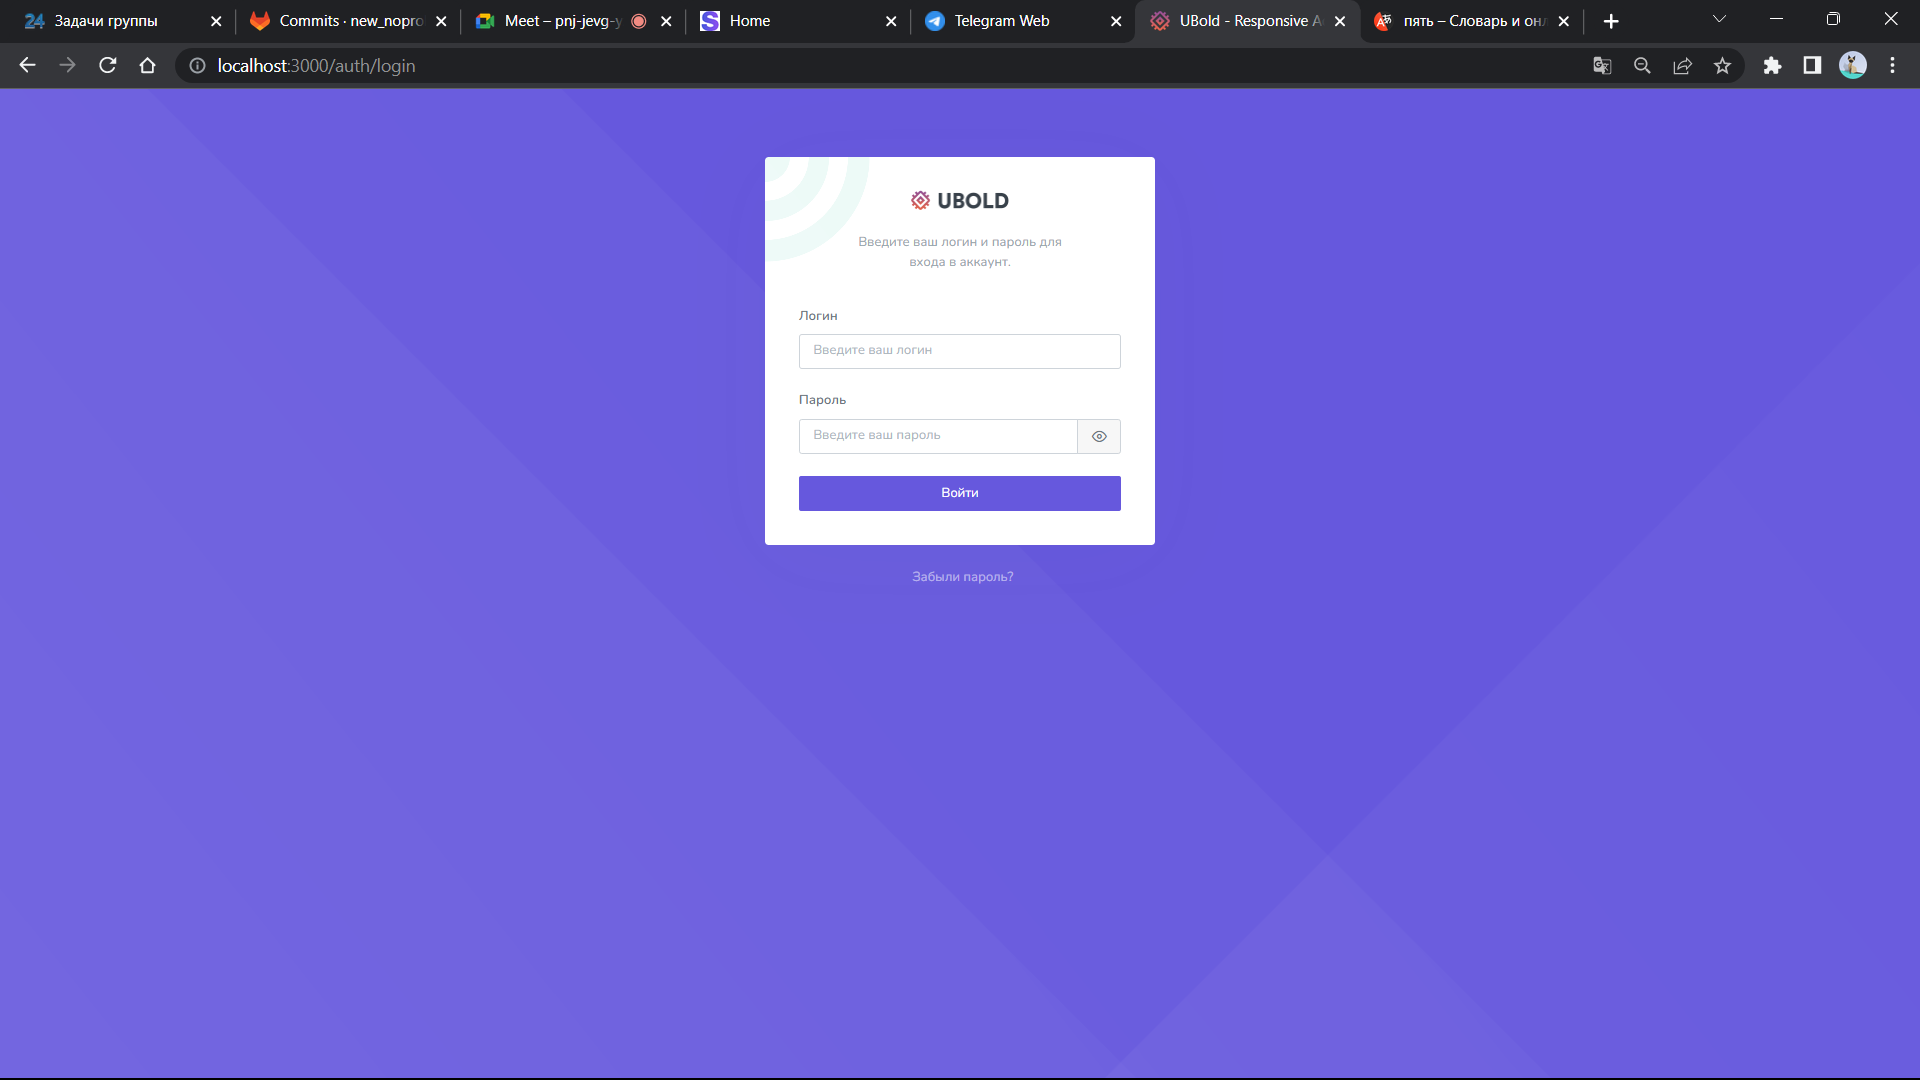 24 Задачи группы
Commits · new_nopro
Meet – pnj-jevg-y
Home
Telegram Web
UBold - Responsive A
пять – Словарь и он
localhost:3000/auth/login
UBOLD
Введите ваш логин и пароль для
входа в аккаунт.
Логин
Введите ваш логин
Пароль
Введите ваш пароль
Войти
Забыли пароль?